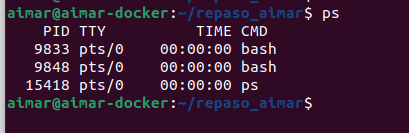 aimar@aimar-docker:~/repaso_aimar$ ps
    PID TTY          TIME CMD
   9833 pts/0    00:00:00 bash
   9848 pts/0    00:00:00 bash
  15418 pts/0    00:00:00 ps
aimar@aimar-docker:~/repaso_aimar$